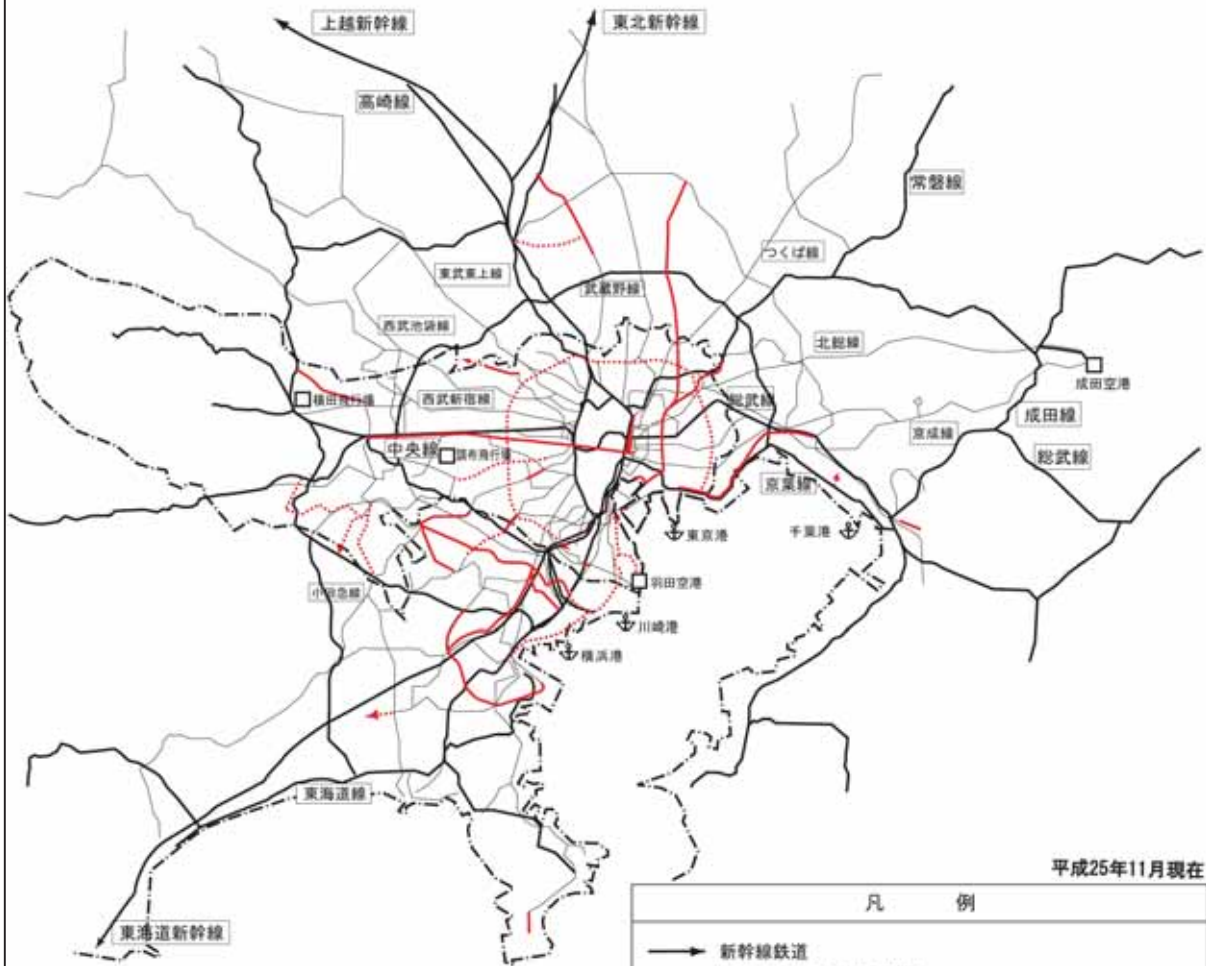 上越新幹線
東北新幹線
高崎線
常磐線
つくば線
東武東上線
武蔵野線
西武池袋線
北総線
成田空港
横田飛行場
西武新宿線
総武線
成田線
京成線
中央線
調布飛行場
総武線
京葉線
東京港
千葉港
小田急線
羽田空港
川崎港
横浜港
東海道線
平成25年11月現在
凡 例
東海道新幹線
新幹線鉄道